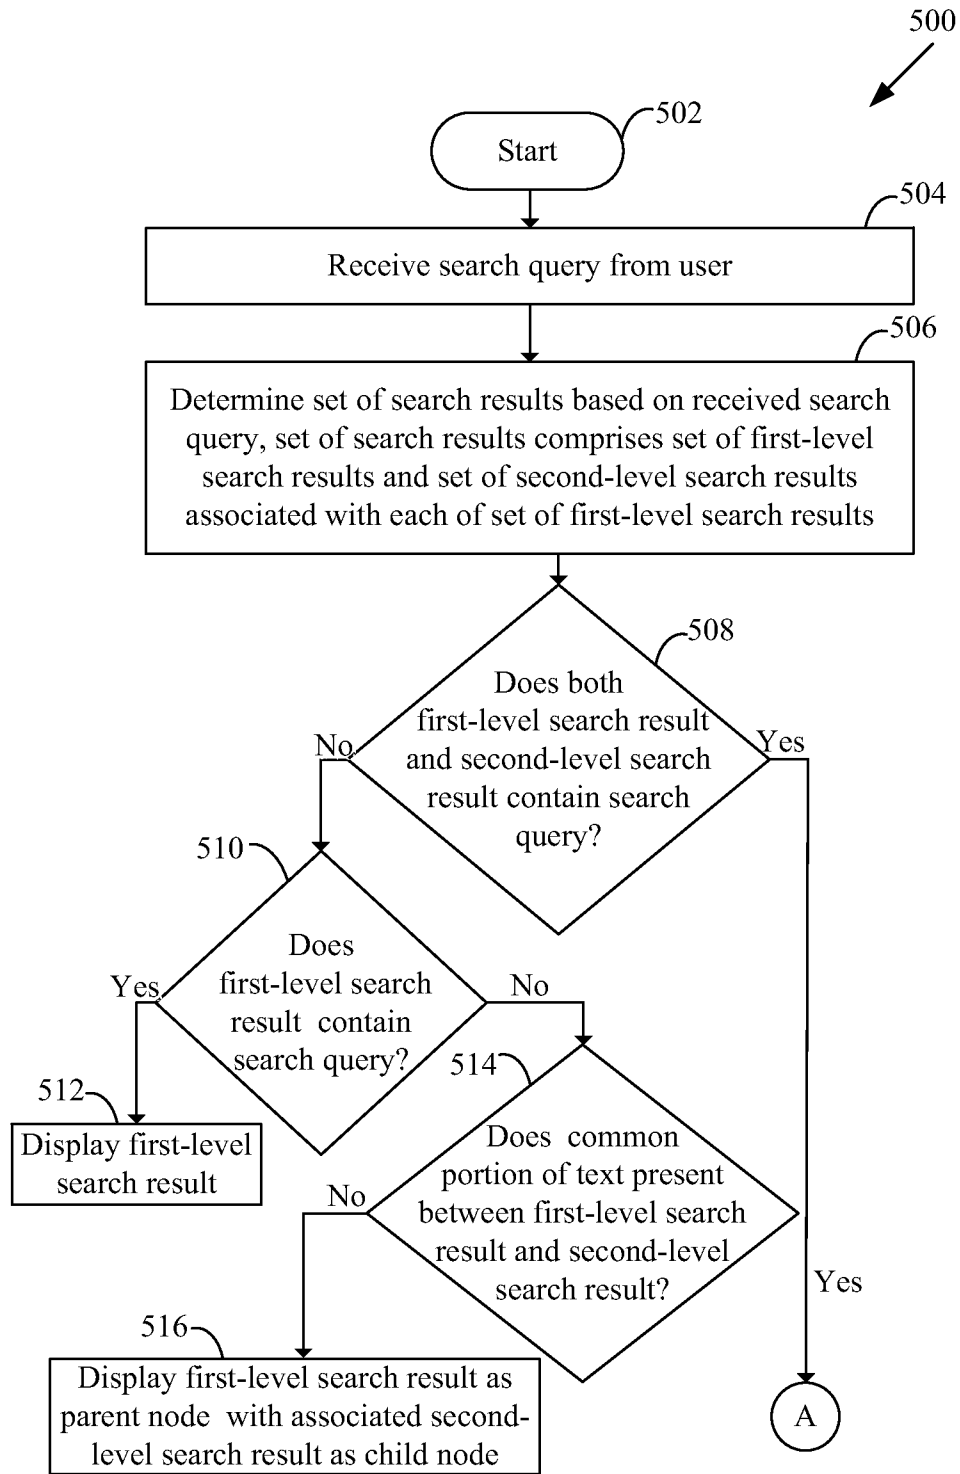 500
502
Start
504
Receive search query from user
506
Determine set of search results based on received search
query, set of search results comprises set of first-level
search results and set of second-level search results
associated with each of set of first-level search results
508
Does both
first-level search result
and second-level search
result contain search
query?
No
Yes
510
Does
first-level search
result contain
search query?
Yes
No
512
Display first-level
search result
514
Does common
portion of text present
between first-level search
result and second-level
search result?
No
Yes
516
Display first-level search result as
parent node with associated second-
level search result as child node
A